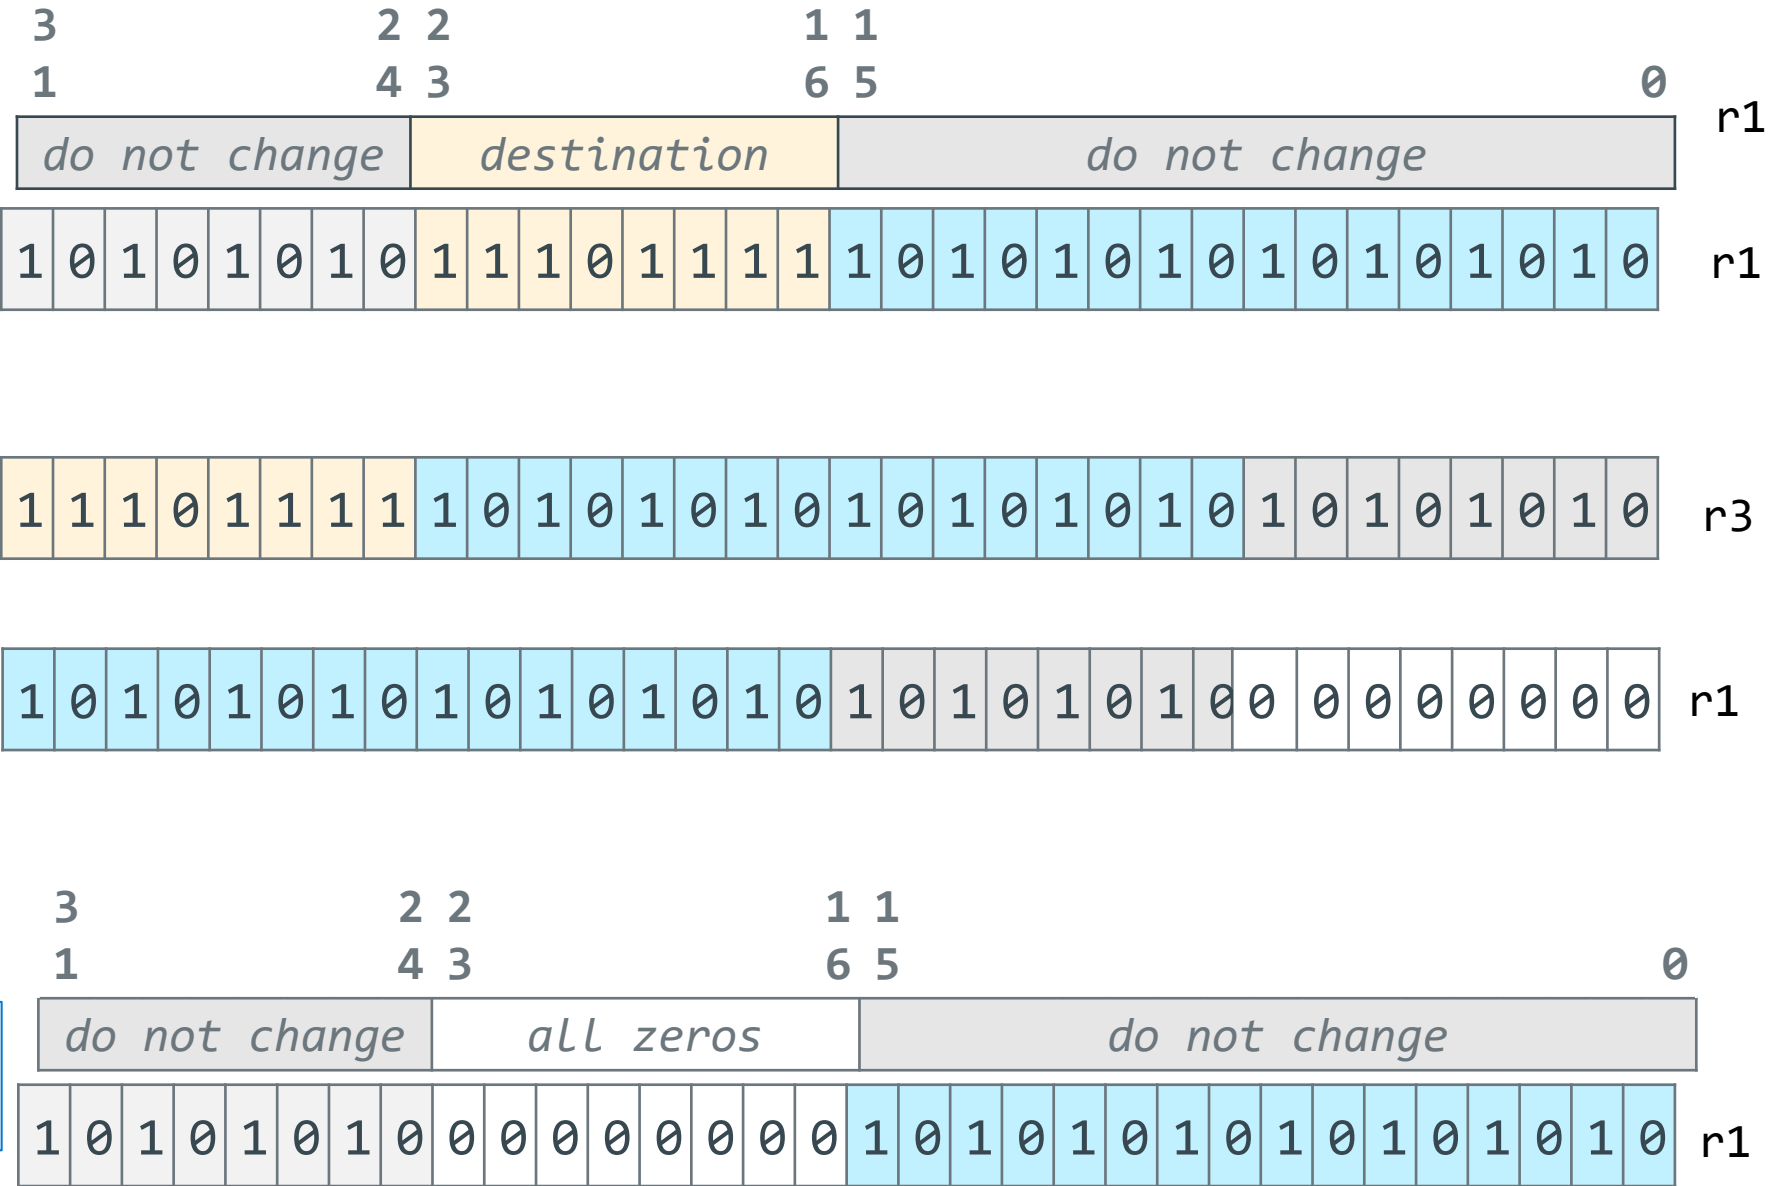 3 2 2 1 1
1 4 3 6 5 0
r1
do not change destination do not change
1 0 1 0 1 0 1 0 1 1 1 0 1 1 1 1 1 0 1 0 1 0 1 0 1 0 1 0 1 0 1 0 r1
1 1 1 0 1 1 1 1 1 0 1 0 1 0 1 0 1 0 1 0 1 0 1 0 1 0 1 0 1 0 1 0 r3
1 0 1 0 1 0 1 0 1 0 1 0 1 0 1 0 1 0 1 0 1 0 1 0 0 0 0 0 0 0 0 0 r1
3 2 2 1 1
1 4 3 6 5 0
do not change all zeros do not change
1 0 1 0 1 0 1 0 0 0 0 0 0 0 0 0 1 0 1 0 1 0 1 0 1 0 1 0 1 0 1 0 r1